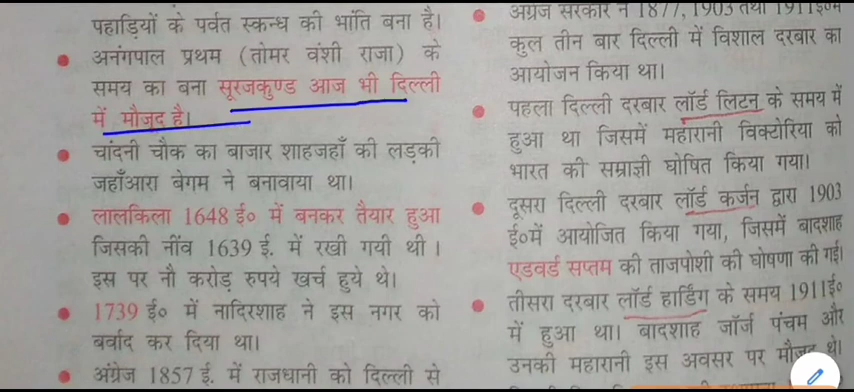 पहाड़ियों के पर्वत स्कन्ध की भांति बना है।
● अनंगपाल प्रथम (तोमर वंशी राजा) के
समय का बना सूरजकुण्ड आज भी दिल्ली
में मौजूद है।
● चांदनी चौक का बाजार शाहजहाँ की लड़की
जहाँआरा बेगम ने बनावाया था।
● लालकिला 1648 ई० में बनकर तैयार हुआ
जिसकी नींव 1639 ई. में रखी गयी थी ।
इस पर नौ करोड़ रुपये खर्च हुये थे।
● 1739 ई० में नादिरशाह ने इस नगर को
बर्वाद कर दिया था।
● अंग्रेज 1857 ई. में राजधानी को दिल्ली से
● अंग्रेज सरकार ने 1877, 1903 तथा 1911ई०में
कुल तीन बार दिल्ली में विशाल दरबार का
आयोजन किया था।
● पहला दिल्ली दरबार लॉर्ड लिटन के समय में
हुआ था जिसमें महारानी विक्टोरिया को
भारत की सम्राज्ञी घोषित किया गया।
● दूसरा दिल्ली दरबार लॉर्ड कर्जन द्वारा 1903
ई०में आयोजित किया गया, जिसमें बादशाह
एडवर्ड सप्तम की ताजपोशी की घोषणा की गई।
● तीसरा दरबार लॉर्ड हार्डिंग के समय 1911ई०
में हुआ था। बादशाह जॉर्ज पंचम और
उनकी महारानी इस अवसर पर मौजूद थे।